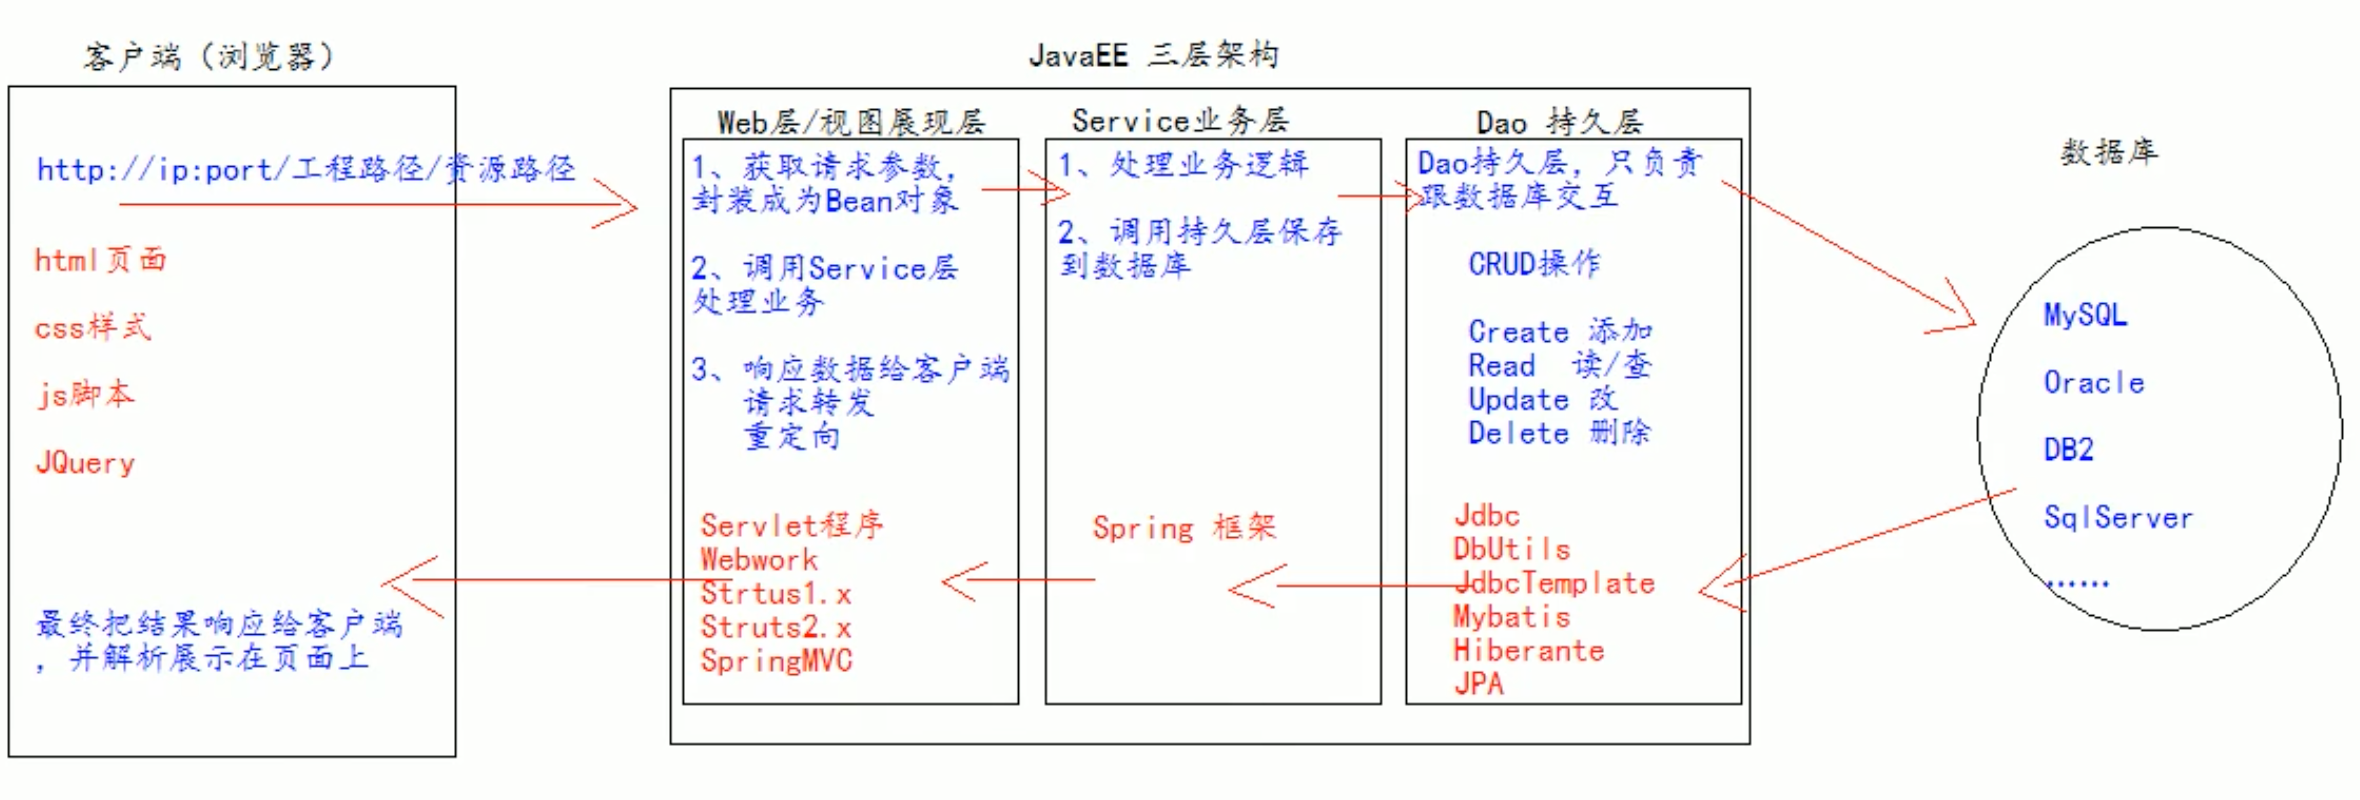 客户端（浏览器）
http://ip:port/工程路径/资源路径
html页面
css样式
js脚本
JQuery
最终把结果响应给客户端
，并解析展示在页面上
JavaEE 三层架构
Web层/视图展现层
1、获取请求参数，
封装成为Bean对象
2、调用Service层
处理业务
3、响应数据给客户端
请求转发
重定向
Servlet程序
Webwork
Strtus1.x
Struts2.x
SpringMVC
Service业务层
1、处理业务逻辑
2、调用持久层保存
到数据库
Spring 框架
Dao 持久层
Dao持久层，只负责
跟数据库交互
CRUD操作
Create 添加
Read 读/查
Update 改
Delete 删除
Jdbc
DbUtils
JdbcTemplate
Mybatis
Hiberante
JPA
数据库
MySQL
Oracle
DB2
SqlServer
......